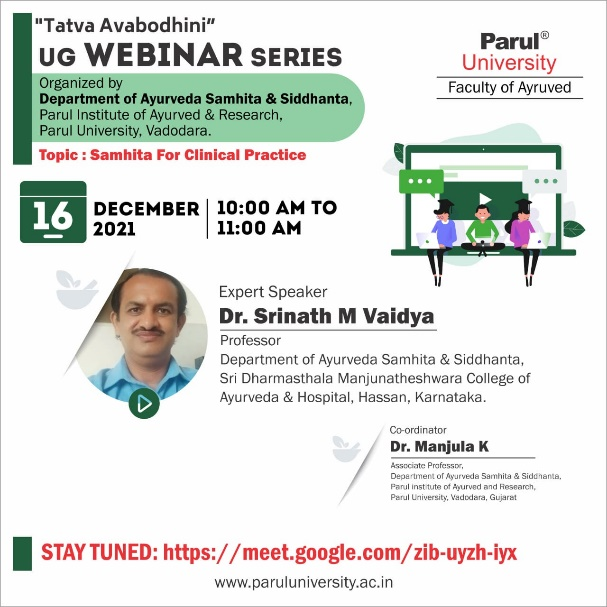 "Tatva Avabodhini”
UG WEBINAR SERIES
Organized by
Department of Ayurveda Samhita & Siddhanta,
Parul Institute of Ayurved & Research,
Parul University, Vadodara.
Topic : Samhita For Clinical Practice
Parul®
University
Faculty of Ayruved
16
DECEMBER
2021
10:00 AM TO
11:00 AM
Expert Speaker
Dr. Srinath M Vaidya
Professor
Department of Ayurveda Samhita & Siddhanta,
Sri Dharmasthala Manjunatheshwara College of
Ayurveda & Hospital, Hassan, Karnataka.
Co-ordinator
Dr. Manjula K
Associate Professor,
Department of Ayurveda Samhita & Siddhanta,
Parul institute of Ayurved and Research,
Parul University, Vadodara, Gujarat
STAY TUNED: https://meet.google.com/zib-uyzh-iyx
www.paruluniversity.ac.in